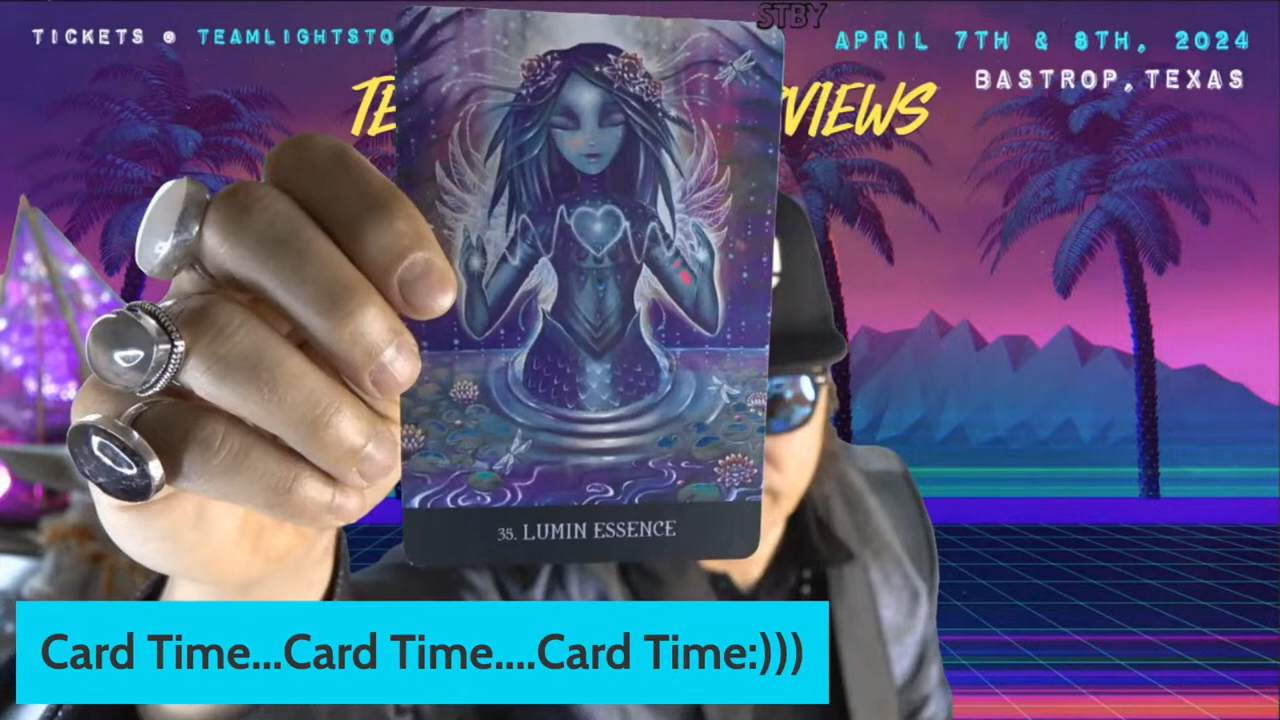 STBY
TICKETS @ TEAMLIGHTSTO
APRIL 7TH & 8TH, 2024
BASTROP, TEXAS
TE
VIEWS
35. LUMIN ESSENCE
Card Time...Card Time....Card Time:)))